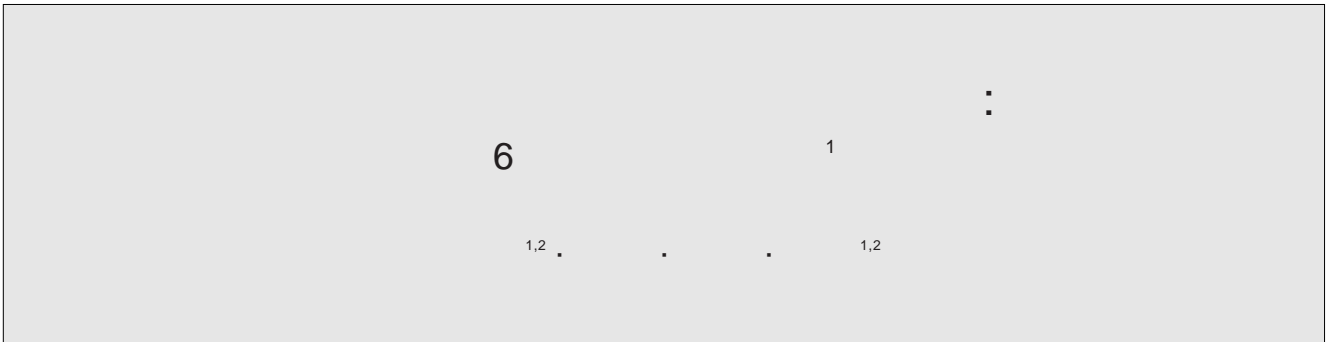 :
6 1
1,2 . . . 1,2